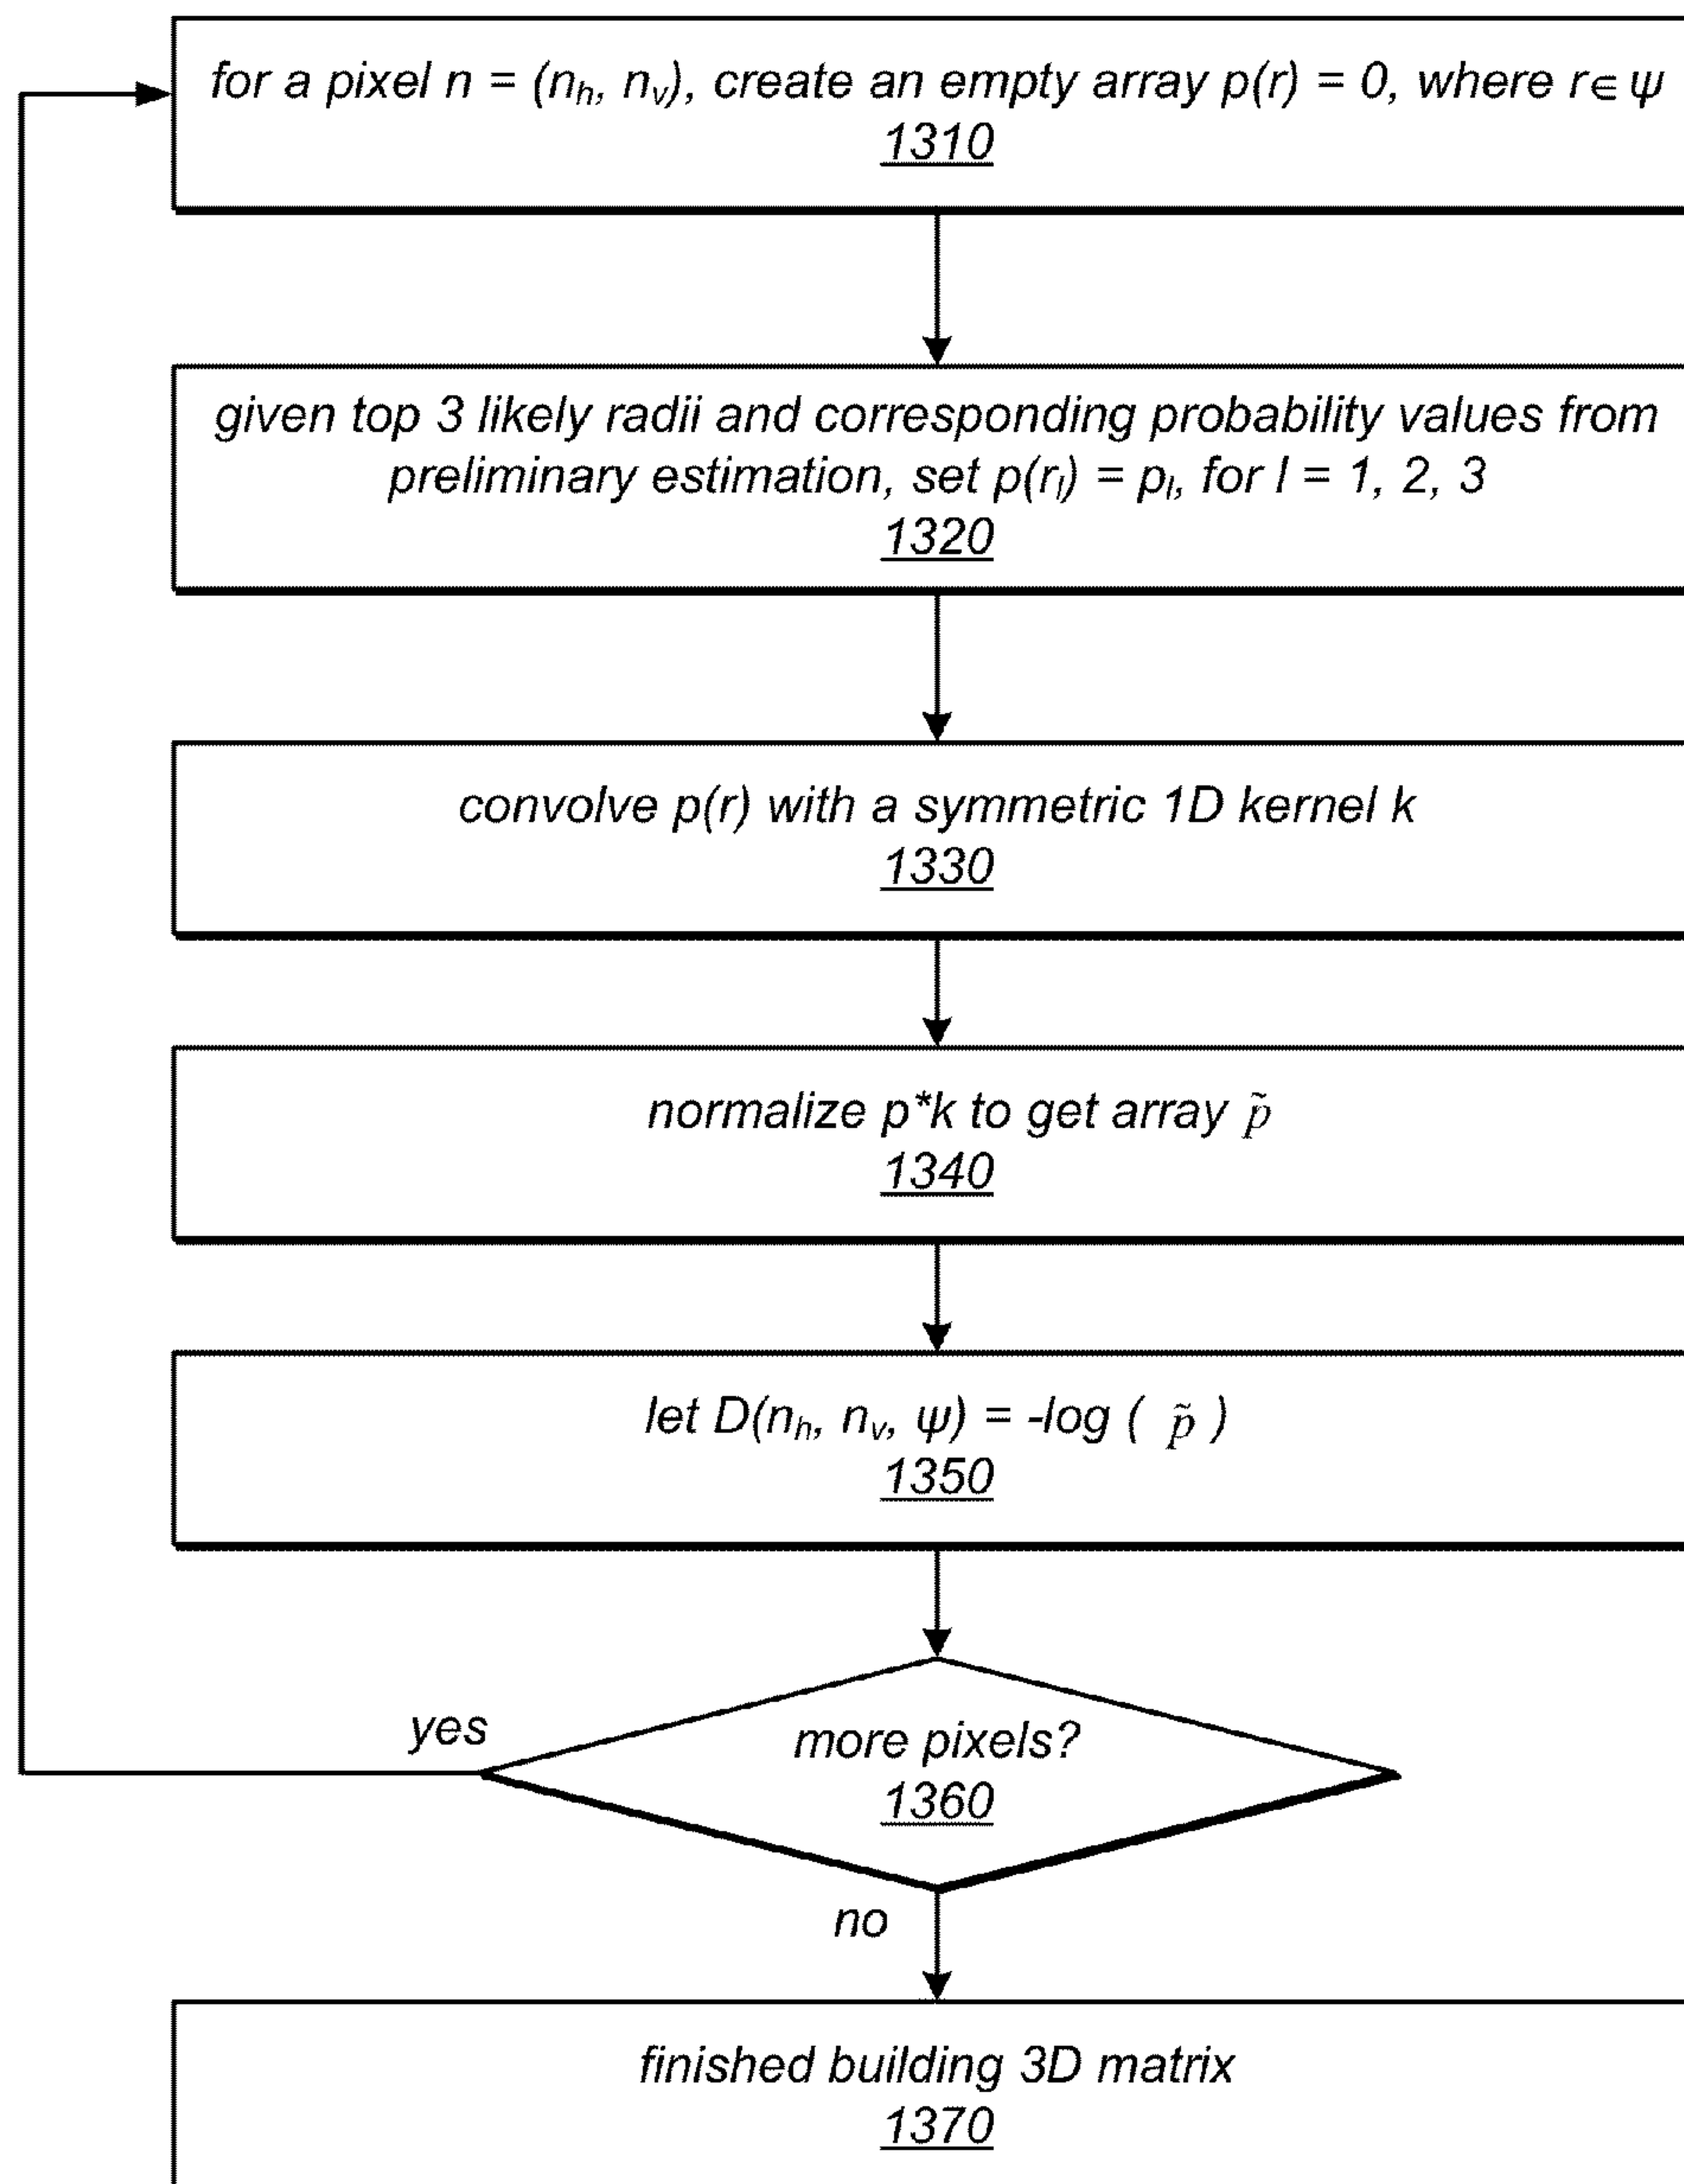 for a pixel n = (nₕ, nᵥ), create an empty array p(r) = 0, where r∈ ψ
1310
given top 3 likely radii and corresponding probability values from
preliminary estimation, set p(rₗ) = pₗ, for l = 1, 2, 3
1320
convolve p(r) with a symmetric 1D kernel k
1330
normalize p*k to get array p̃
1340
let D(nₕ, nᵥ, ψ) = -log ( p̃ )
1350
yes
more pixels?
1360
no
finished building 3D matrix
1370